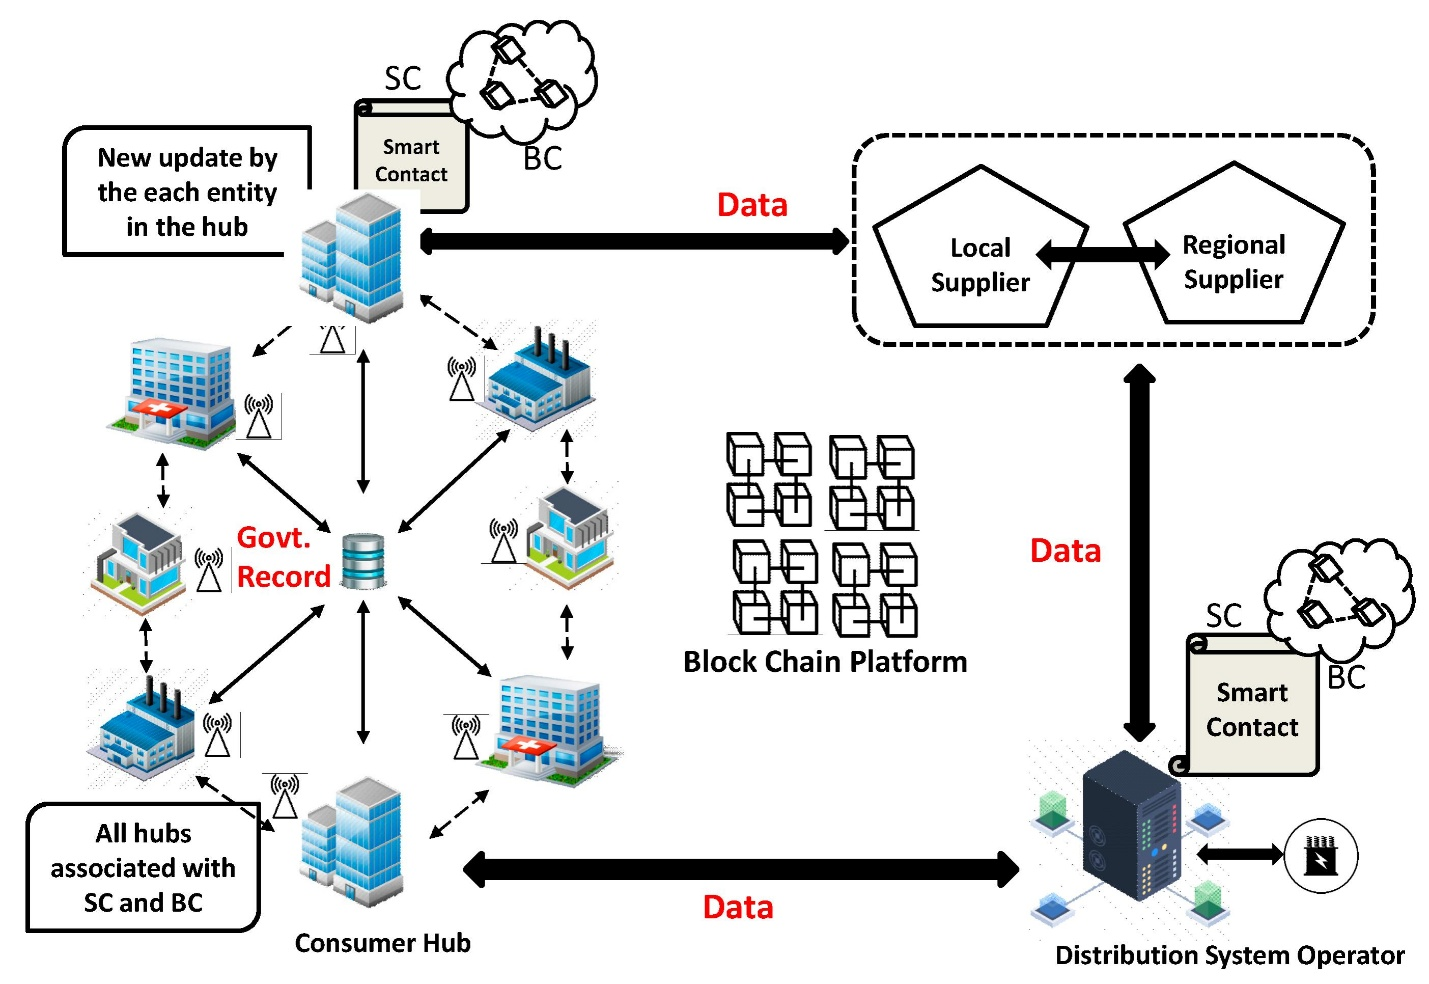 SC
BC
Smart
Contact
New update by
the each entity
in the hub
Data
Local
Supplier
Regional
Supplier
Govt.
Record
Data
Block Chain Platform
SC
BC
Smart
Contact
All hubs
associated with
SC and BC
Data
Consumer Hub
Distribution System Operator